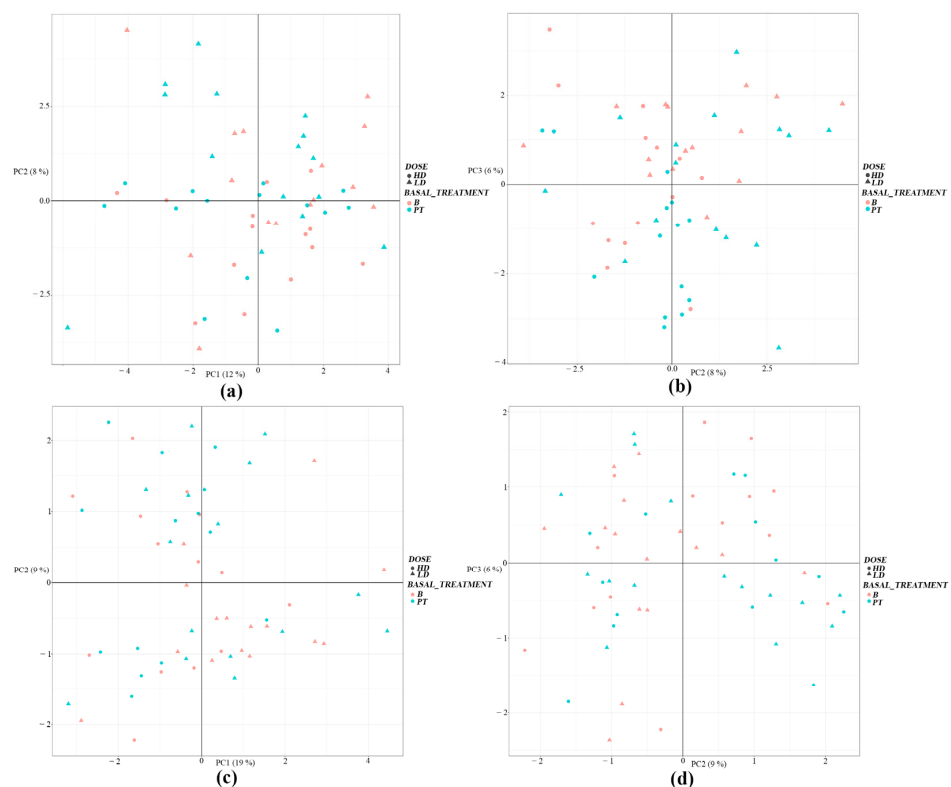 2.5
0.0
−2.5
PC2 (8 %)
−4
−2
0
2
4
PC1 (12 %)
DOSE
HD
LD
BASAL_TREATMENT
B
PT
(a)
2
0
−2
−4
PC3 (6 %)
−2.5
0.0
2.5
PC2 (8 %)
DOSE
HD
LD
BASAL_TREATMENT
B
PT
(b)
2
1
0
−1
−2
PC2 (9 %)
−2
0
2
4
PC1 (19 %)
DOSE
HD
LD
BASAL_TREATMENT
B
PT
(c)
2
1
0
−1
−2
PC3 (6 %)
−2
−1
0
1
2
PC2 (9 %)
DOSE
HD
LD
BASAL_TREATMENT
B
PT
(d)